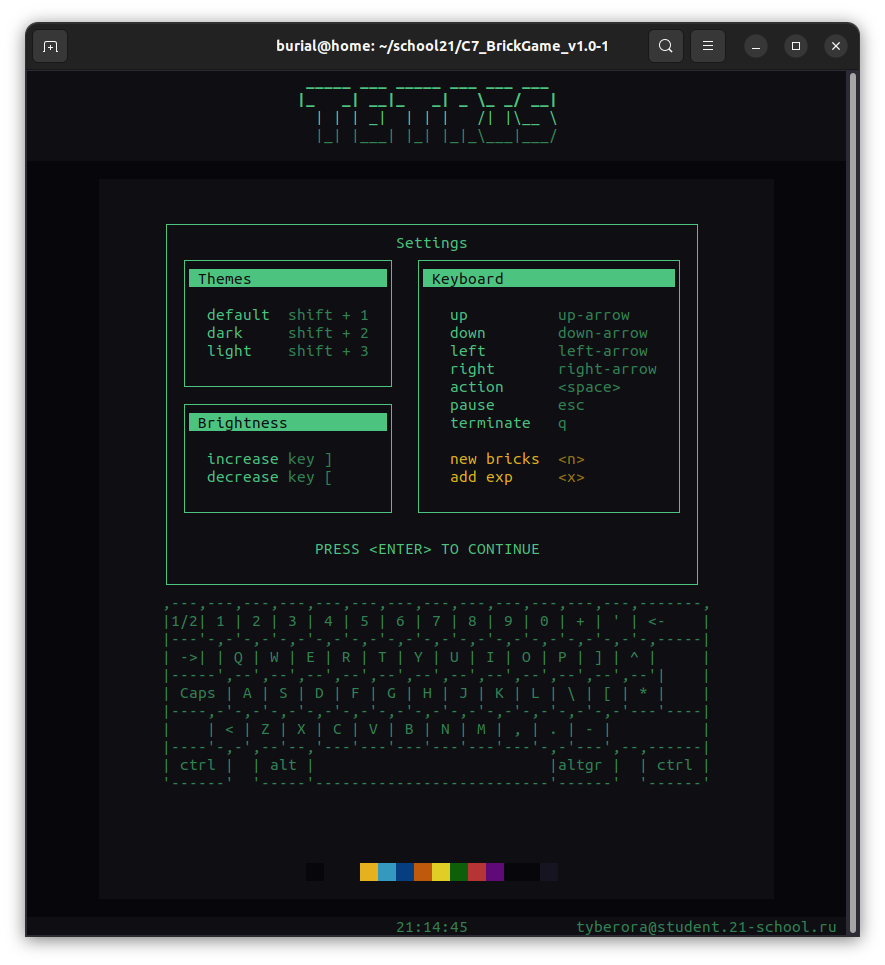 burial@home: ~/school21/C7_BrickGame_v1.0-1
TETRIS
Settings
Themes
default shift + 1
dark shift + 2
light shift + 3
Brightness
increase key ]
decrease key [
Keyboard
up up-arrow
down down-arrow
left left-arrow
right right-arrow
action <space>
pause esc
terminate q
new bricks <n>
add exp <x>
PRESS <ENTER> TO CONTINUE
|1/2| 1 | 2 | 3 | 4 | 5 | 6 | 7 | 8 | 9 | 0 | + | ' | <- |
| ->| | Q | W | E | R | T | Y | U | I | O | P | ] | ^ | |
| Caps | A | S | D | F | G | H | J | K | L | \ | [ | * | |
| | < | Z | X | C | V | B | N | M | , | . | - | |
| ctrl | | alt | |altgr | | ctrl |
21:14:45 tyberora@student.21-school.ru